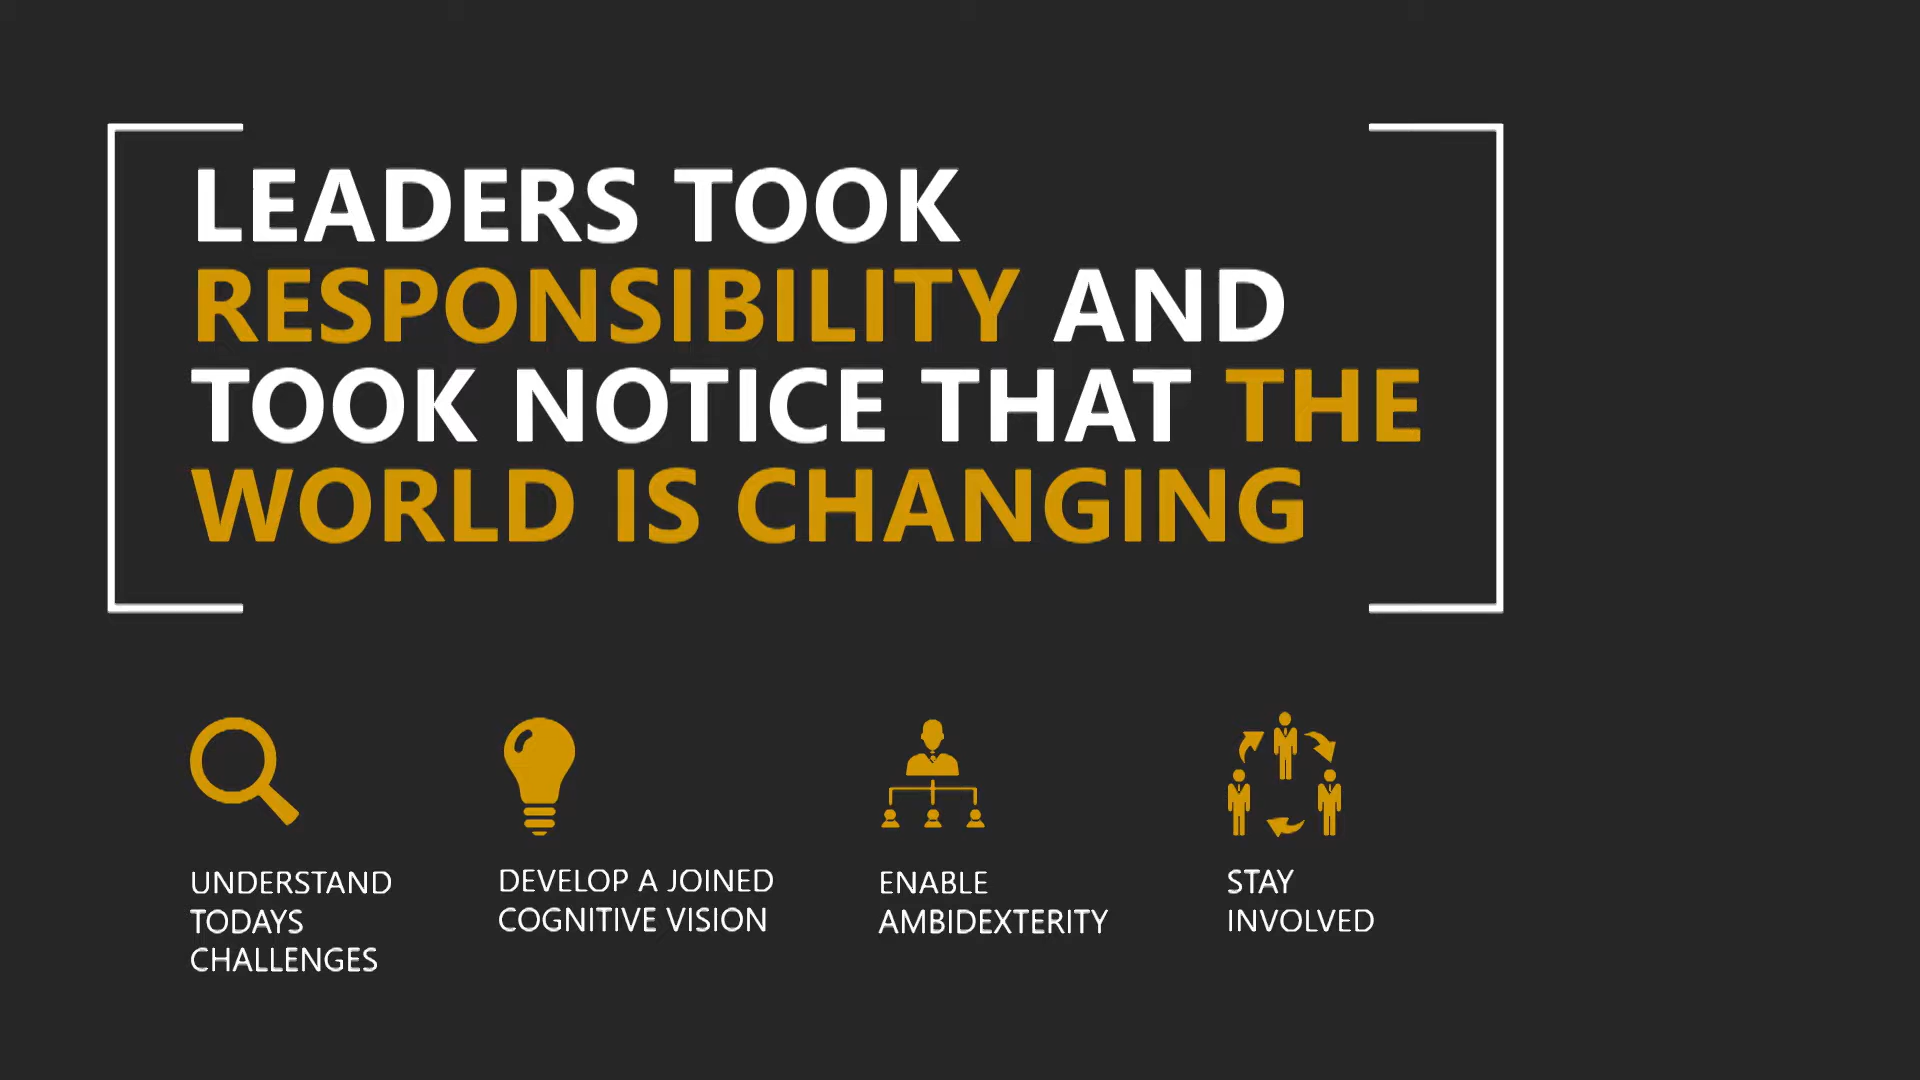 LEADERS TOOK
RESPONSIBILITY AND
TOOK NOTICE THAT THE
WORLD IS CHANGING
UNDERSTAND
TODAYS
CHALLENGES
DEVELOP A JOINED
COGNITIVE VISION
ENABLE
AMBIDEXTERITY
STAY
INVOLVED